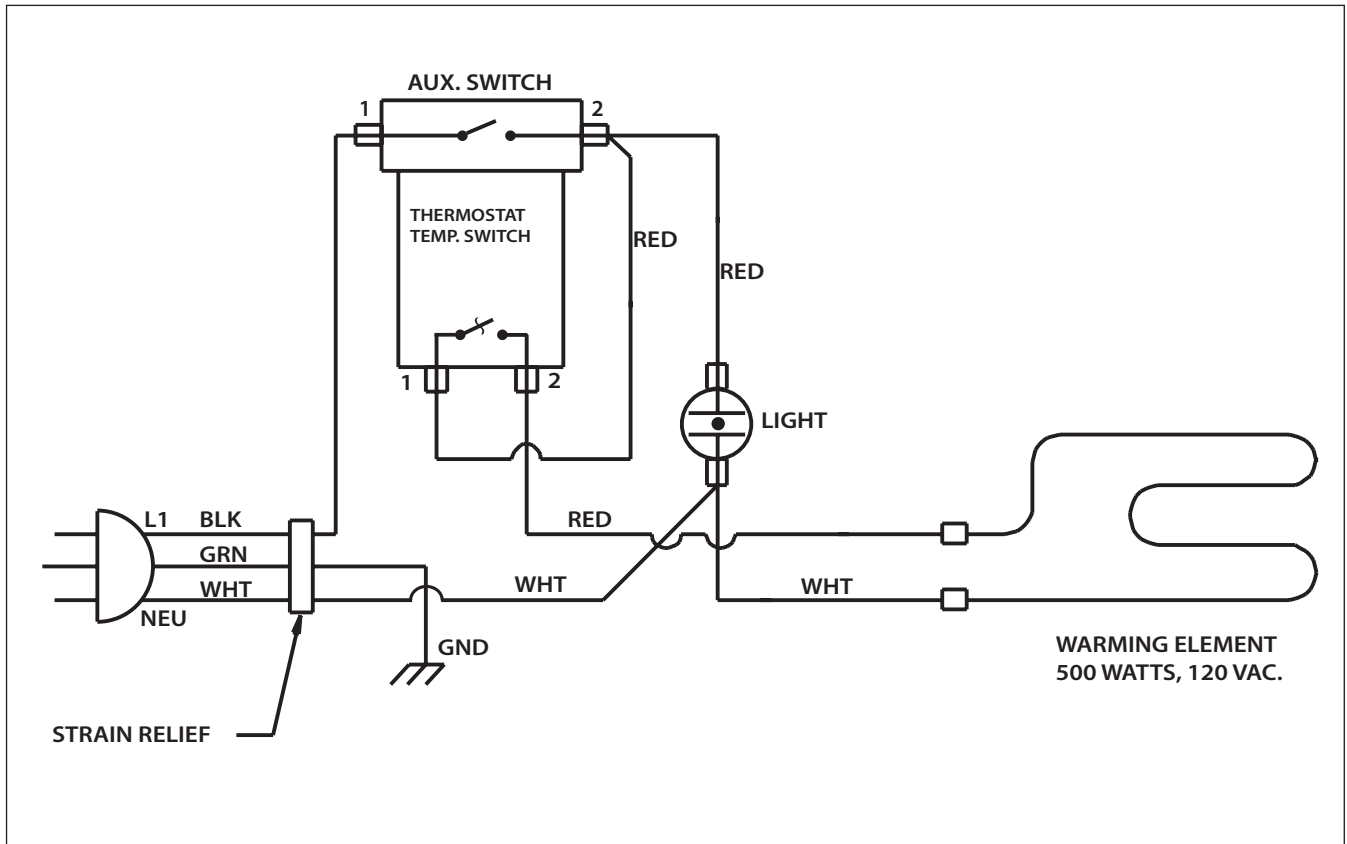 AUX. SWITCH
1
2
THERMOSTAT
TEMP. SWITCH
RED
RED
1
2
LIGHT
L1
BLK
RED
GRN
WHT
WHT
WHT
NEU
GND
WARMING ELEMENT
500 WATTS, 120 VAC.
STRAIN RELIEF